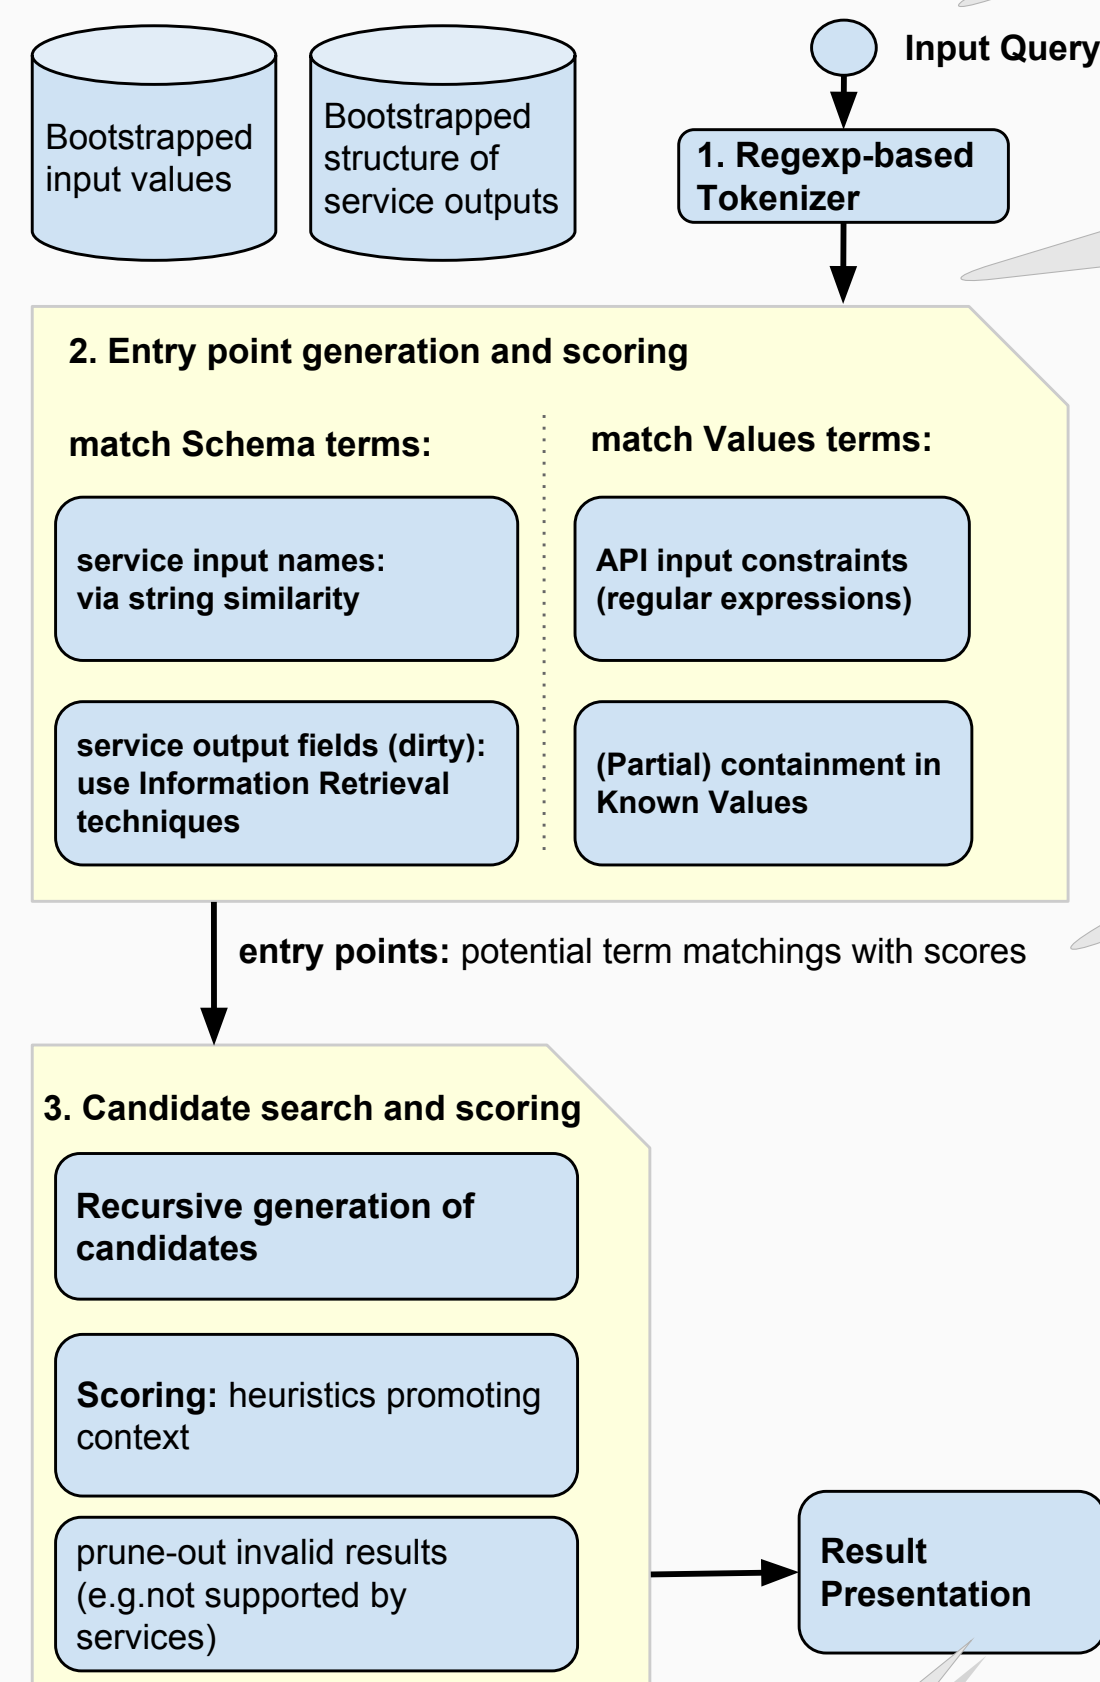 Bootstrapped
input values
Bootstrapped
structure of
service outputs
Input Query
1. Regexp-based
Tokenizer
2. Entry point generation and scoring
match Schema terms:
match Values terms:
service input names:
via string similarity
API input constraints
(regular expressions)
service output fields (dirty):
use Information Retrieval
techniques
(Partial) containment in
Known Values
entry points: potential term matchings with scores
3. Candidate search and scoring
Recursive generation of
candidates
Scoring: heuristics promoting
context
prune-out invalid results
(e.g.not supported by
services)
Result
Presentation